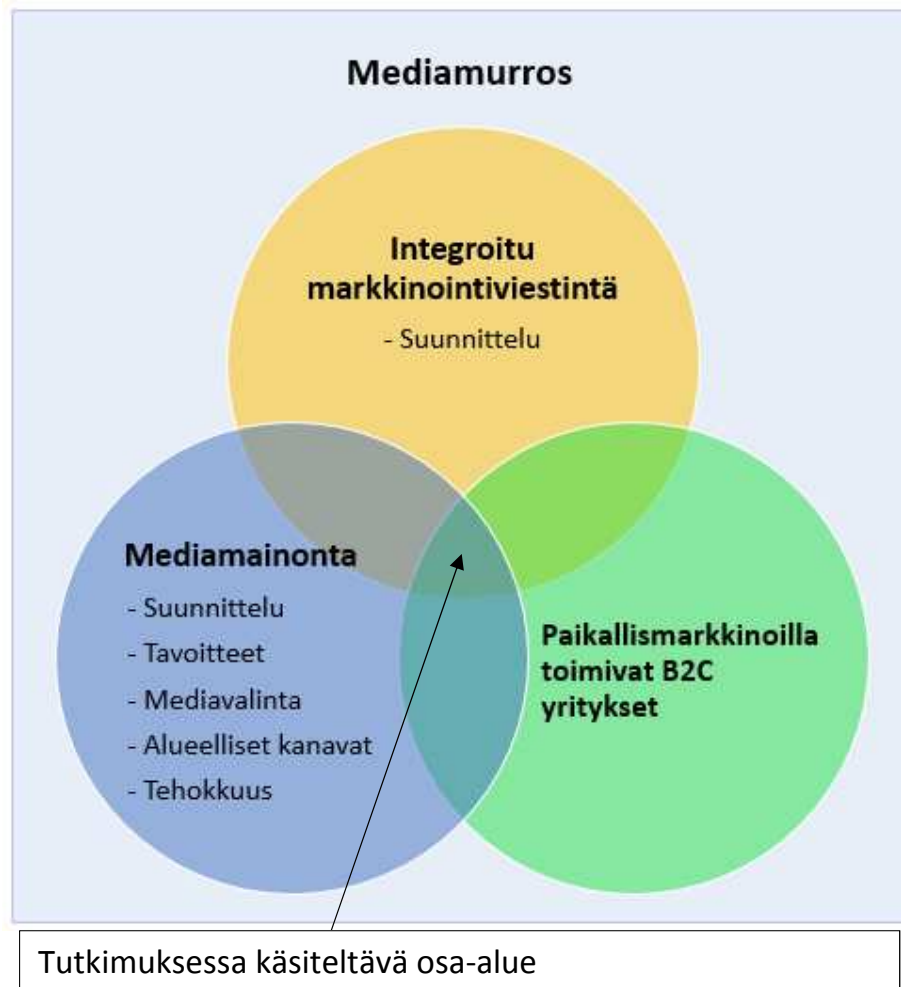 Mediamurros
Integroitu
markkinointiviestintä
- Suunnittelu
Mediamainonta
- Suunnittelu
- Tavoitteet
- Mediavalinta
- Alueelliset kanavat
- Tehokkuus
Paikallismarkkinoilla
toimivat B2C
yritykset
Tutkimuksessa käsiteltävä osa-alue